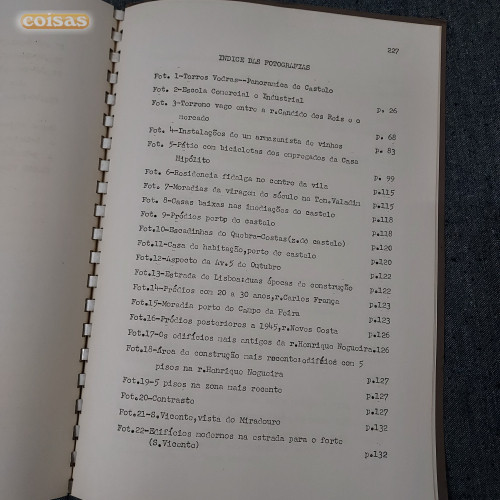 coisas
227
INDICE DAS FOTOGRAFIAS
Fot. 1-Torres Vedras--Panoramica do Castelo
Fot. 2-Escola Comercial e Industrial p. 26
Fot. 3-Terreno vago entre a r.Candido dos Reis e o
mercado p. 68
Fot. 4-Instalações de um armazenista de vinhos p. 83
Fot. 5-Pátio com bicicletas dos empregados da Casa
Hipólito p. 99
Fot. 6-Residencia fidalga no centro da vila p.115
Fot. 7-Moradias da viragem do século na Ten.Valadim p.115
Fot. 8-Casas baixas nas imediações do castelo p.118
Fot. 9-Prédios perto do castelo p.118
Fot.10-Escadinhas do Quebra-Costas(z.do castelo) p.120
Fot.11-Casa de habitação,perto do castelo p.120
Fot.12-Aspecto da Av.5 de Outubro p.122
Fot.13-Estrada de Lisboa:duas épocas de construção p.122
Fot.14-Prédios com 20 a 30 anos,r.Carlos França p.123
Fot.15-Moradia perto do Campo da Feira p.123
Fot.16-Prédios posteriores a 1945,r.Neves Costa p.126
Fot.17-Os edifícios mais antigos da r.Henrique Nogueira.126
Fot.18-Área de construção mais recente:edifícios com 5
pisos na r.Henrique Nogueira p.127
Fot.19-5 pisos na zona mais recente p.127
Fot.20-Contraste p.127
Fot.21-S.Vicente,vista do Miradouro p.132
Fot.22-Edifícios modernos na estrada para o forte
(S.Vicente) p.132